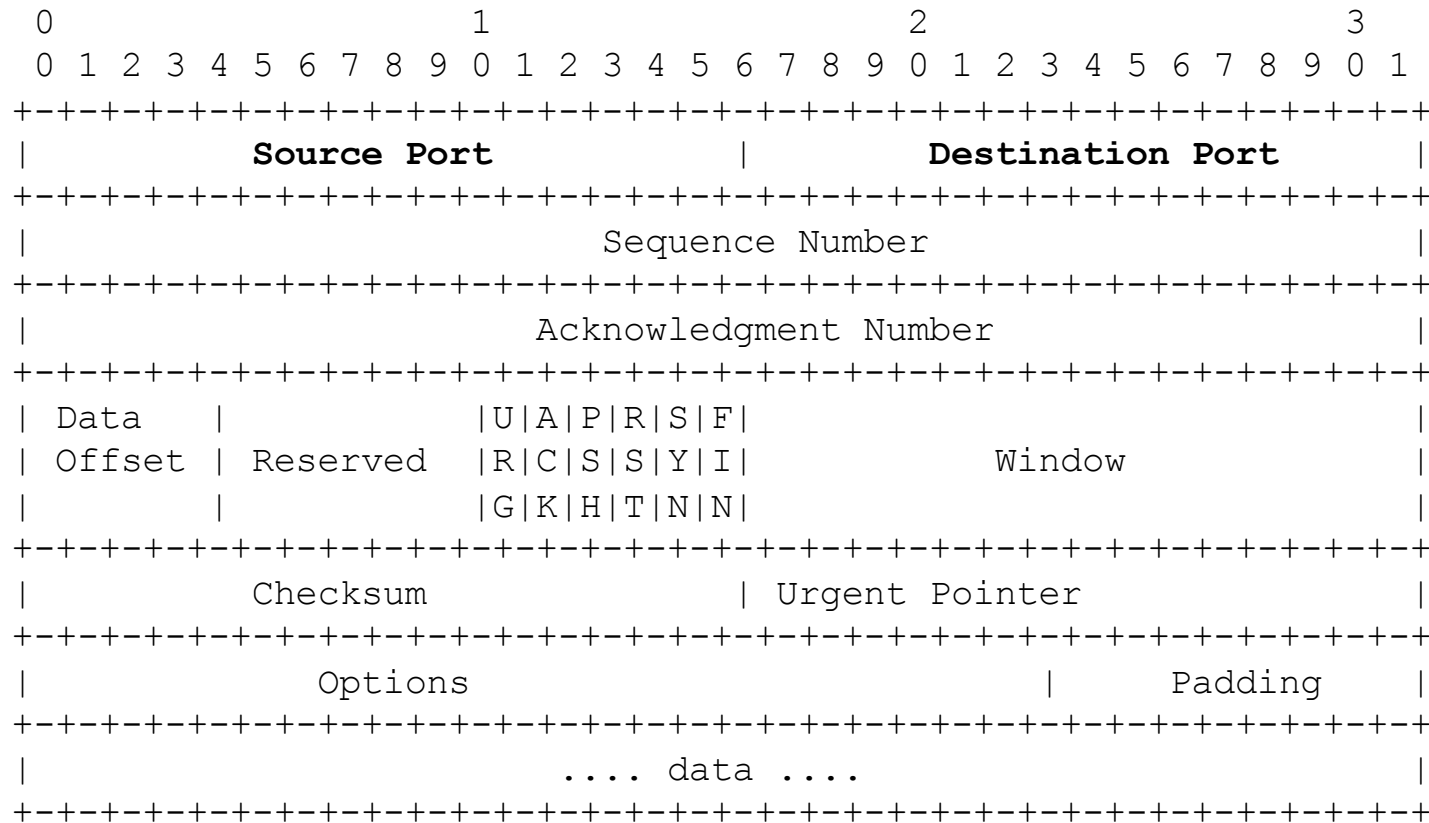 0                   1                   2                   3
 0 1 2 3 4 5 6 7 8 9 0 1 2 3 4 5 6 7 8 9 0 1 2 3 4 5 6 7 8 9 0 1
+-+-+-+-+-+-+-+-+-+-+-+-+-+-+-+-+-+-+-+-+-+-+-+-+-+-+-+-+-+-+-+-+
|          Source Port           |        Destination Port      |
+-+-+-+-+-+-+-+-+-+-+-+-+-+-+-+-+-+-+-+-+-+-+-+-+-+-+-+-+-+-+-+-+
|                          Sequence Number                      |
+-+-+-+-+-+-+-+-+-+-+-+-+-+-+-+-+-+-+-+-+-+-+-+-+-+-+-+-+-+-+-+-+
|                       Acknowledgment Number                   |
+-+-+-+-+-+-+-+-+-+-+-+-+-+-+-+-+-+-+-+-+-+-+-+-+-+-+-+-+-+-+-+-+
| Data   |           |U|A|P|R|S|F|                              |
| Offset | Reserved  |R|C|S|S|Y|I|           Window             |
|        |           |G|K|H|T|N|N|                              |
+-+-+-+-+-+-+-+-+-+-+-+-+-+-+-+-+-+-+-+-+-+-+-+-+-+-+-+-+-+-+-+-+
|          Checksum              | Urgent Pointer               |
+-+-+-+-+-+-+-+-+-+-+-+-+-+-+-+-+-+-+-+-+-+-+-+-+-+-+-+-+-+-+-+-+
|             Options                          |     Padding    |
+-+-+-+-+-+-+-+-+-+-+-+-+-+-+-+-+-+-+-+-+-+-+-+-+-+-+-+-+-+-+-+-+
|                        .... data ....                         |
+-+-+-+-+-+-+-+-+-+-+-+-+-+-+-+-+-+-+-+-+-+-+-+-+-+-+-+-+-+-+-+-+